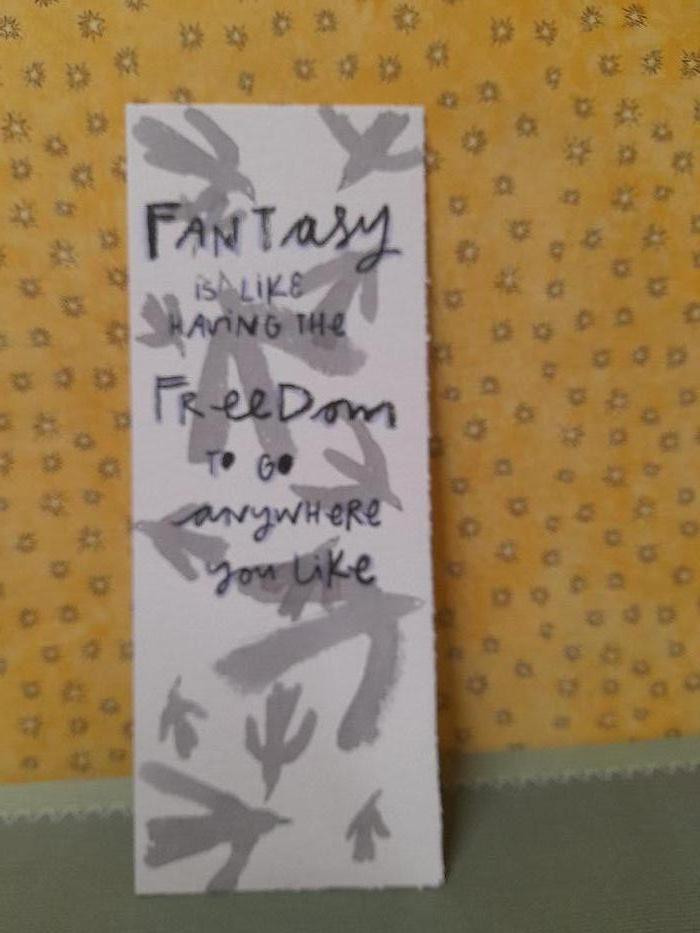 FANTasy
is LiKE
HAViNG THe
FReeDom
To Go
anywHeRe
you Like